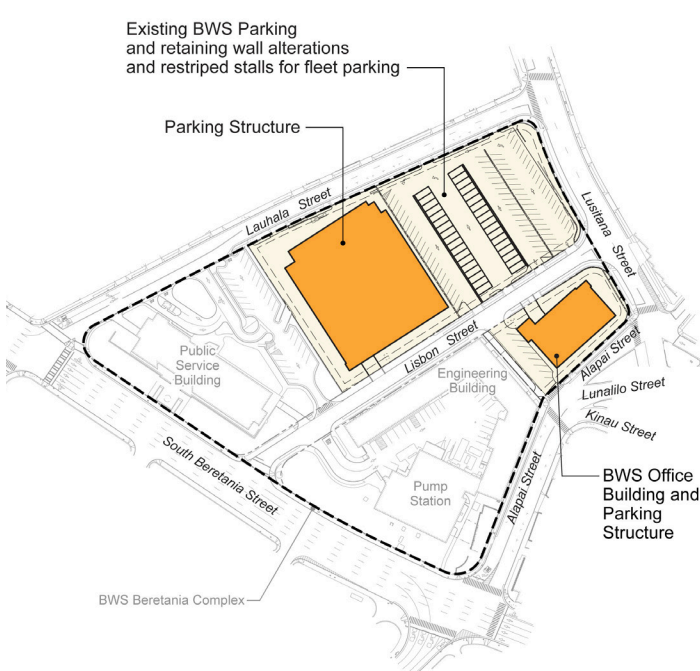 Existing BWS Parking
and retaining wall alterations
and restriped stalls for fleet parking
Parking Structure
Lauhala Street
Lusitana Street
Public
Service
Building
Lisbon Street
Engineering
Building
Alapai Street
Lunalilo Street
Kinau Street
South Beretania Street
Pump
Station
Alapai Street
BWS Office
Building and
Parking
Structure
BWS Beretania Complex